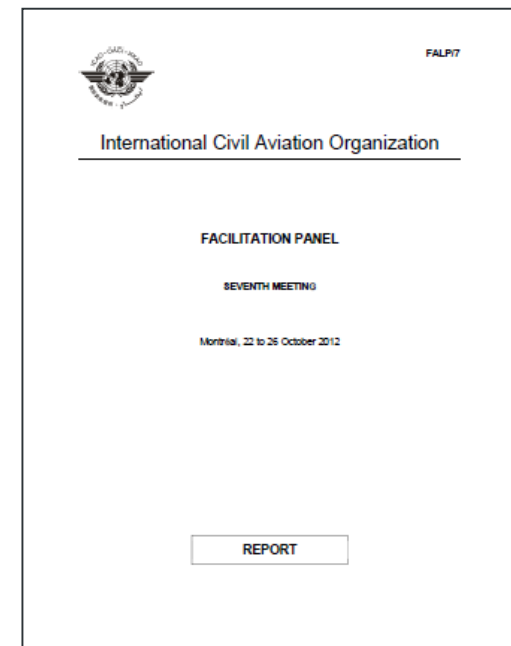 FALP/7
International Civil Aviation Organization
FACILITATION PANEL
SEVENTH MEETING
Montréal, 22 to 26 October 2012
REPORT